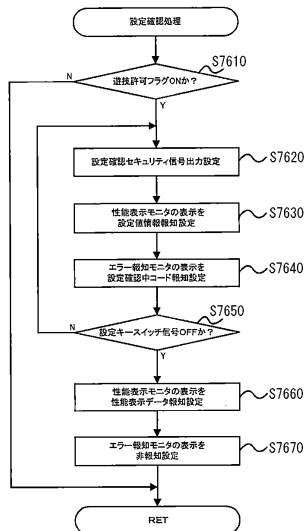 設定確認処理
S7610
遊技許可フラグONか?
N
Y
設定確認セキュリティ信号出力設定
S7620
性能表示モニタの表示を
設定値情報報知設定
S7630
エラー報知モニタの表示を
設定確認中コード報知設定
S7640
S7650
設定キースイッチ信号OFFか?
N
Y
性能表示モニタの表示を
性能表示データ報知設定
S7660
エラー報知モニタの表示を
非報知設定
S7670
RET